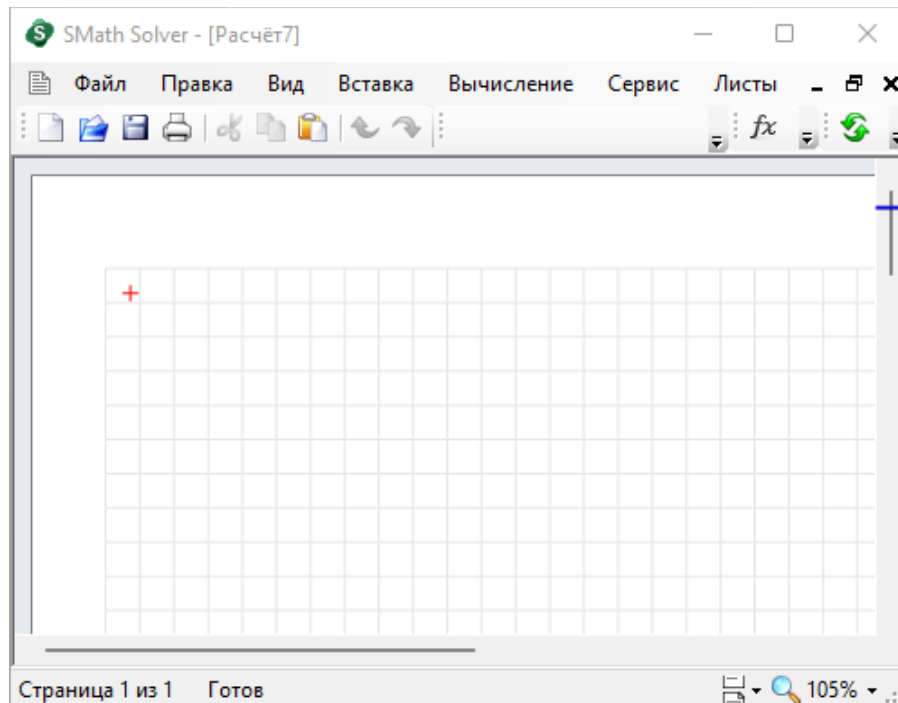 SMath Solver - [Расчёт7]
Файл Правка Вид Вставка Вычисление Сервис Листы
fx
Страница 1 из 1 Готов 105%